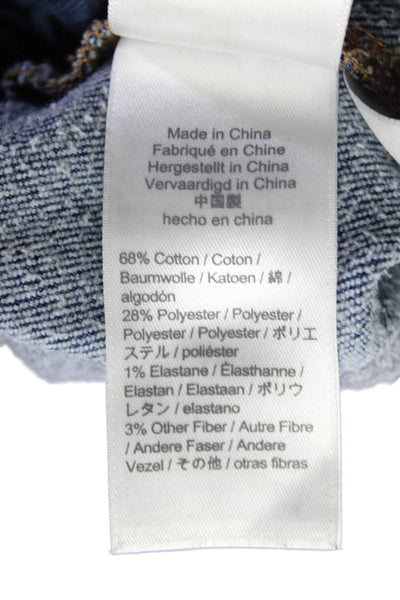 Made in China
Fabriqué en Chine
Hergestellt in China
Vervaardigd in China
中国製
hecho en china
68% Cotton / Coton /
Baumwolle / Katoen / 綿 /
algodón
28% Polyester / Polyester /
Polyester / Polyester / ポリエ
ステル / poliéster
1% Elastane / Élasthanne /
Elastan / Elastaan / ポリウ
レタン / elastano
3% Other Fiber / Autre Fibre
/ Andere Faser / Andere
Vezel / その他 / otras fibras